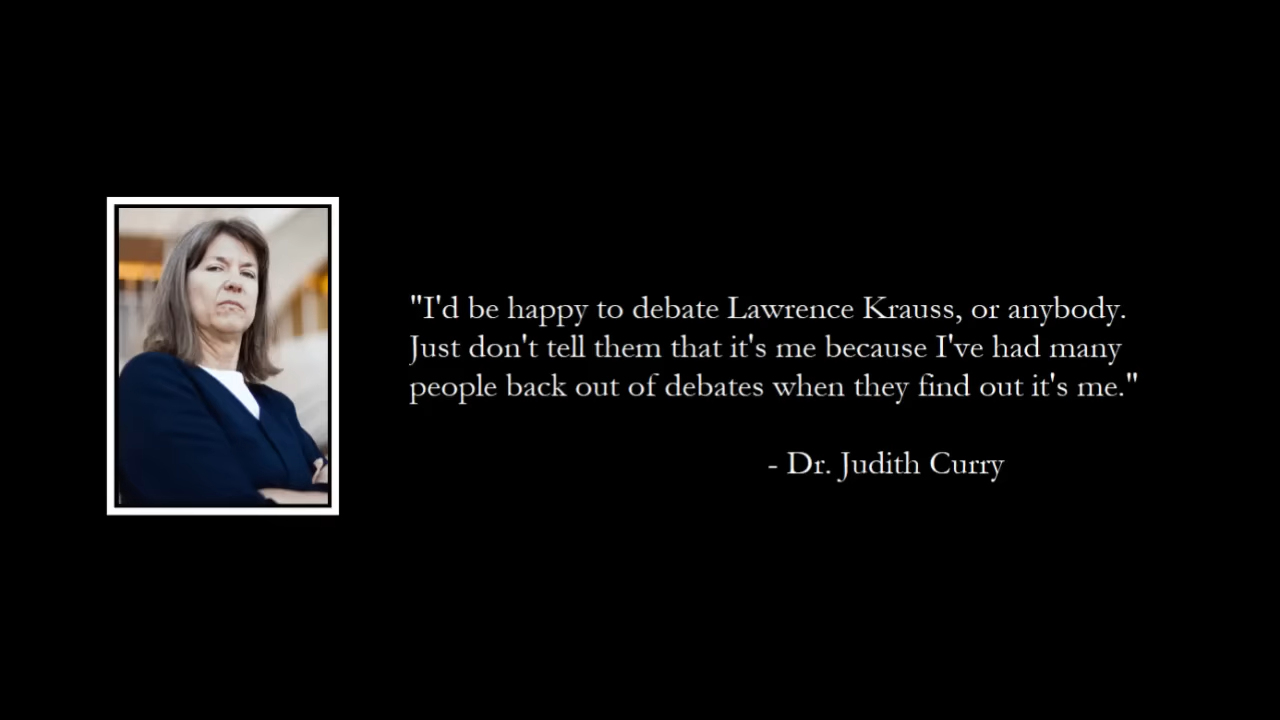 "I'd be happy to debate Lawrence Krauss, or anybody.
Just don't tell them that it's me because I've had many
people back out of debates when they find out it's me."
- Dr. Judith Curry